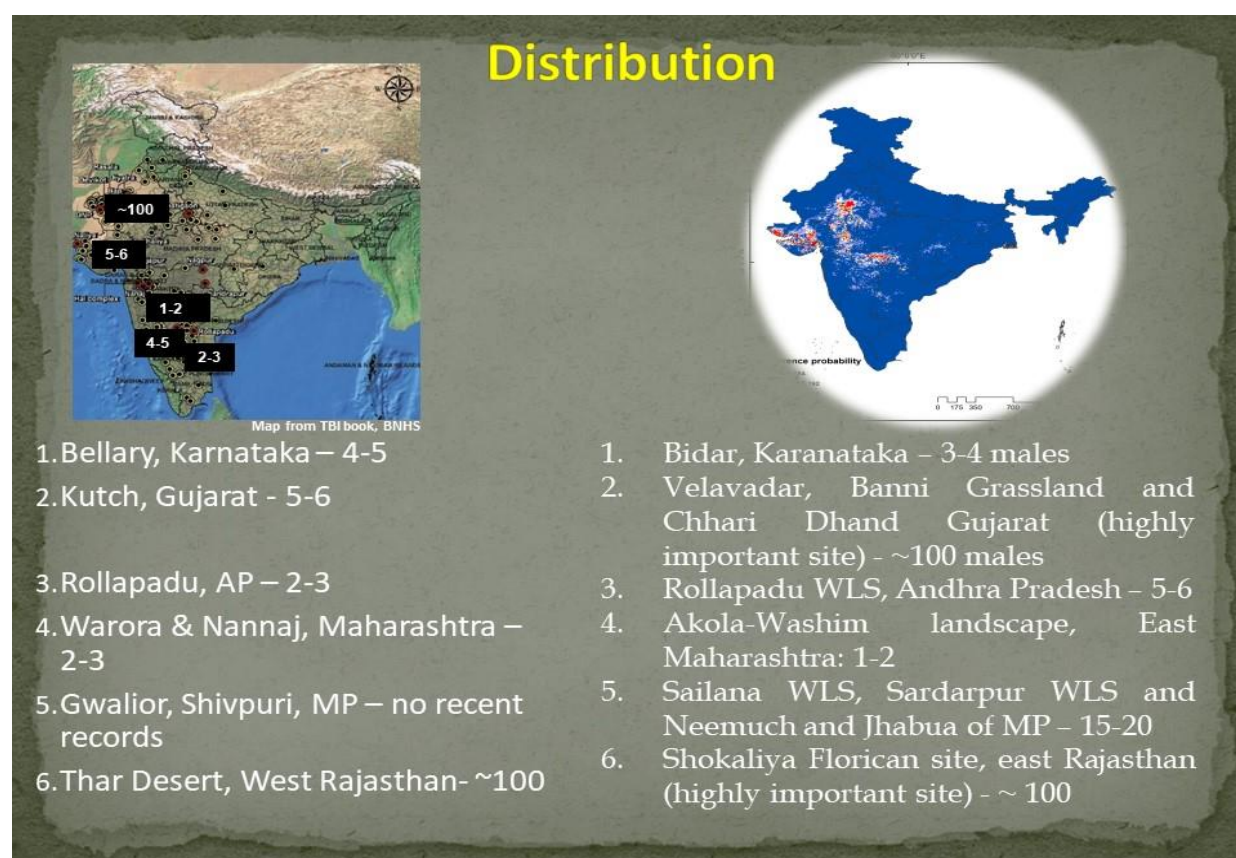 Distribution
~100
5-6
1-2
4-5
2-3
Rollapadu
Map from TBI book, BNHS
ence probability
0 175 350 700
1.Bellary, Karnataka – 4-5
2.Kutch, Gujarat - 5-6
3.Rollapadu, AP – 2-3
4.Warora & Nannaj, Maharashtra –
2-3
5.Gwalior, Shivpuri, MP – no recent
records
6.Thar Desert, West Rajasthan- ~100
1. Bidar, Karanataka – 3-4 males
2. Velavadar, Banni Grassland and
Chhari Dhand Gujarat (highly
important site) - ~100 males
3. Rollapadu WLS, Andhra Pradesh – 5-6
4. Akola-Washim landscape, East
Maharashtra: 1-2
5. Sailana WLS, Sardarpur WLS and
Neemuch and Jhabua of MP – 15-20
6. Shokaliya Florican site, east Rajasthan
(highly important site) - ~ 100